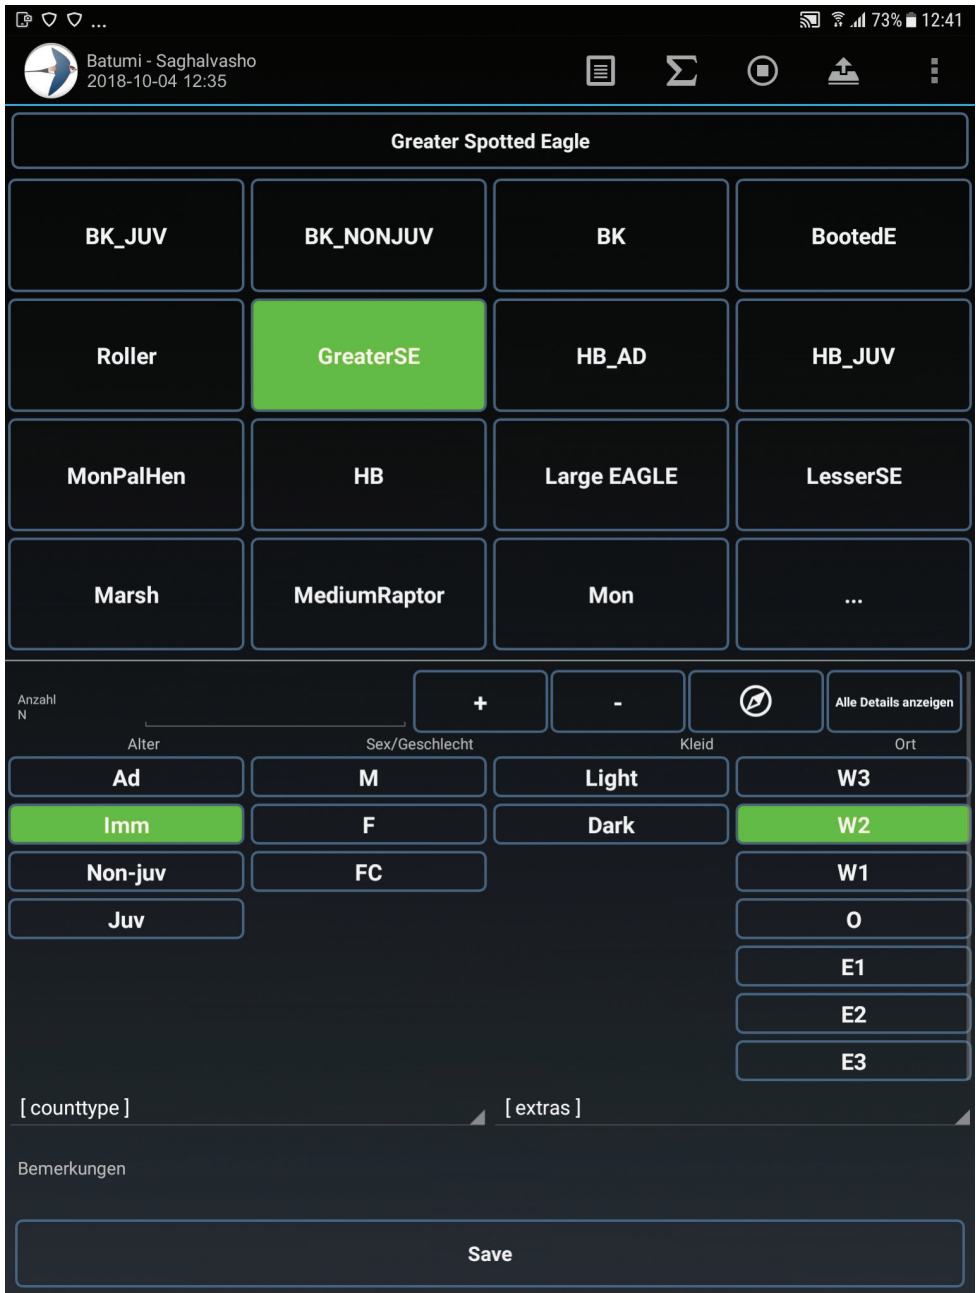 ... 73% 12:41
Batumi - Saghalvasho
2018-10-04 12:35
Greater Spotted Eagle
BK_JUV BK_NONJUV BK BootedE
Roller GreaterSE HB_AD HB_JUV
MonPalHen HB Large EAGLE LesserSE
Marsh MediumRaptor Mon ...
Anzahl
N + - Alle Details anzeigen
Alter Sex/Geschlecht Kleid Ort
Ad M Light W3
Imm F Dark W2
Non-juv FC W1
Juv O
E1
E2
E3
[ counttype ] [ extras ]
Bemerkungen
Save